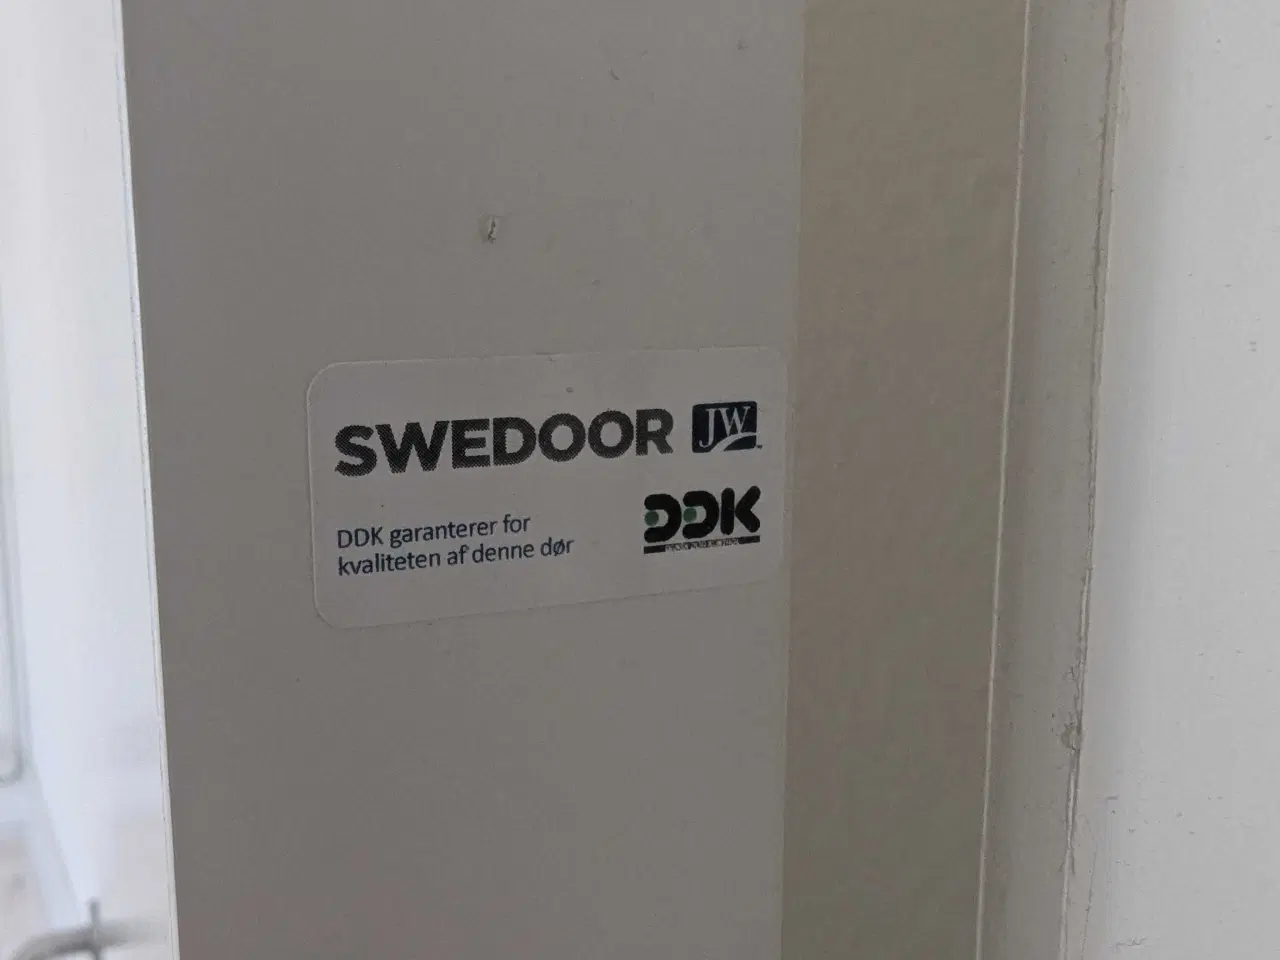 SWEDOOR JW
DDK garanterer for
kvaliteten af denne dør
DDK